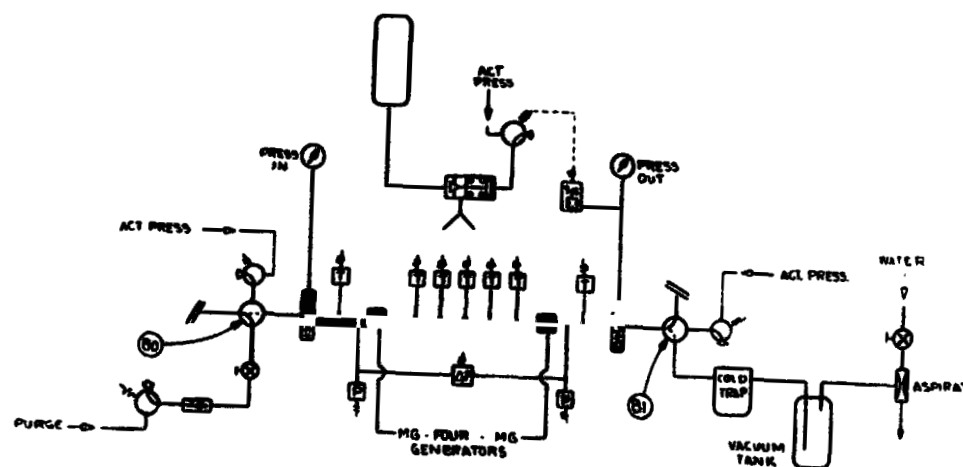 ACT
PRESS
PRESS
IN
PRESS
OUT
ACT PRESS
ACT. PRESS.
WATER
B0
B1
COLD
TRAP
ASPIRAT
PURGE
MG - FOUR - MG
GENERATORS
VACUUM
TANK